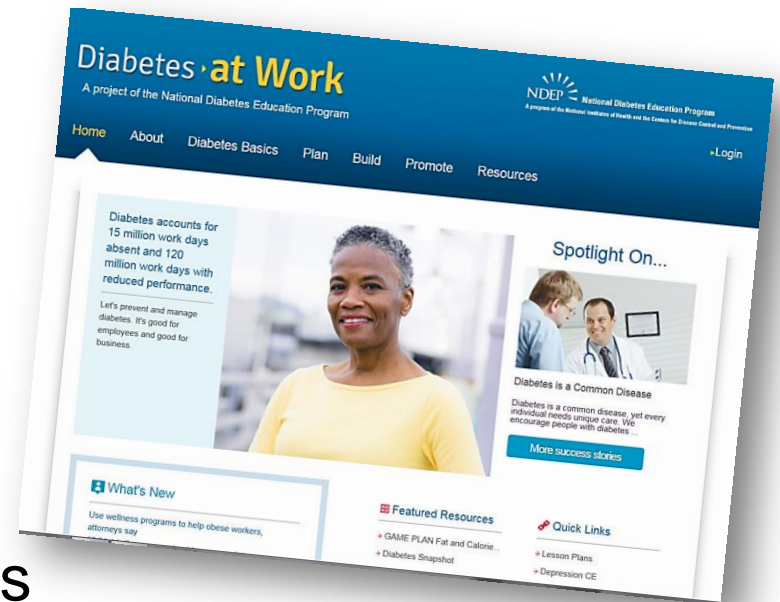 Diabetes at Work
A project of the National Diabetes Education Program
NDEP National Diabetes Education Program
A program of the National Institutes of Health and the Centers for Disease Control and Prevention
Login
Home About Diabetes Basics Plan Build Promote Resources
Diabetes accounts for
15 million work days
absent and 120
million work days with
reduced performance.
Let's prevent and manage
diabetes. It's good for
employees and good for
business.
Spotlight On...
Diabetes is a Common Disease
Diabetes is a common disease, yet every
individual needs unique care. We
encourage people with diabetes ...
More success stories
What's New
Use wellness programs to help obese workers,
attorneys say
Featured Resources
GAME PLAN Fat and Calorie...
Diabetes Snapshot
Quick Links
Lesson Plans
Depression CE
s